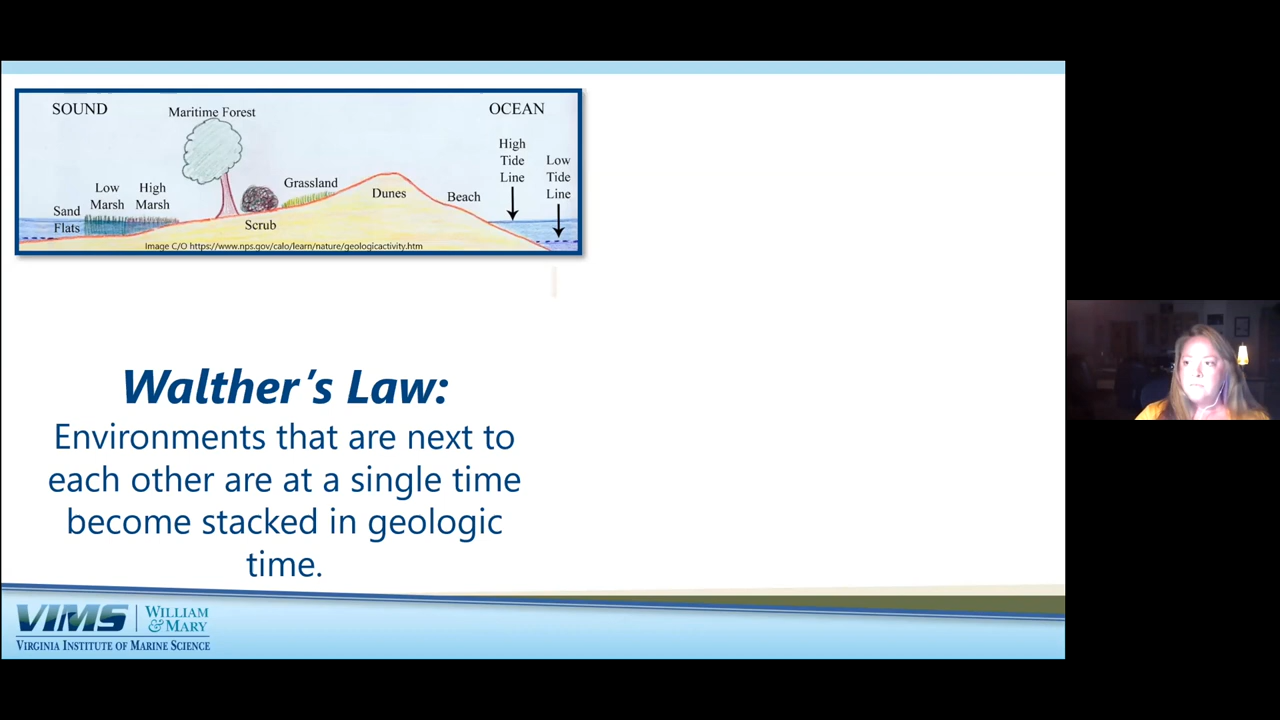 SOUND
OCEAN
Maritime Forest
High
Tide
Line
Low
Tide
Line
Grassland
Dunes
Beach
Low
Marsh
High
Marsh
Sand
Flats
Scrub
Image C/O https://www.nps.gov/calo/learn/nature/geologicactivity.htm
Walther's Law:
Environments that are next to
each other are at a single time
become stacked in geologic
time.
VIMS
WILLIAM
& MARY
VIRGINIA INSTITUTE OF MARINE SCIENCE